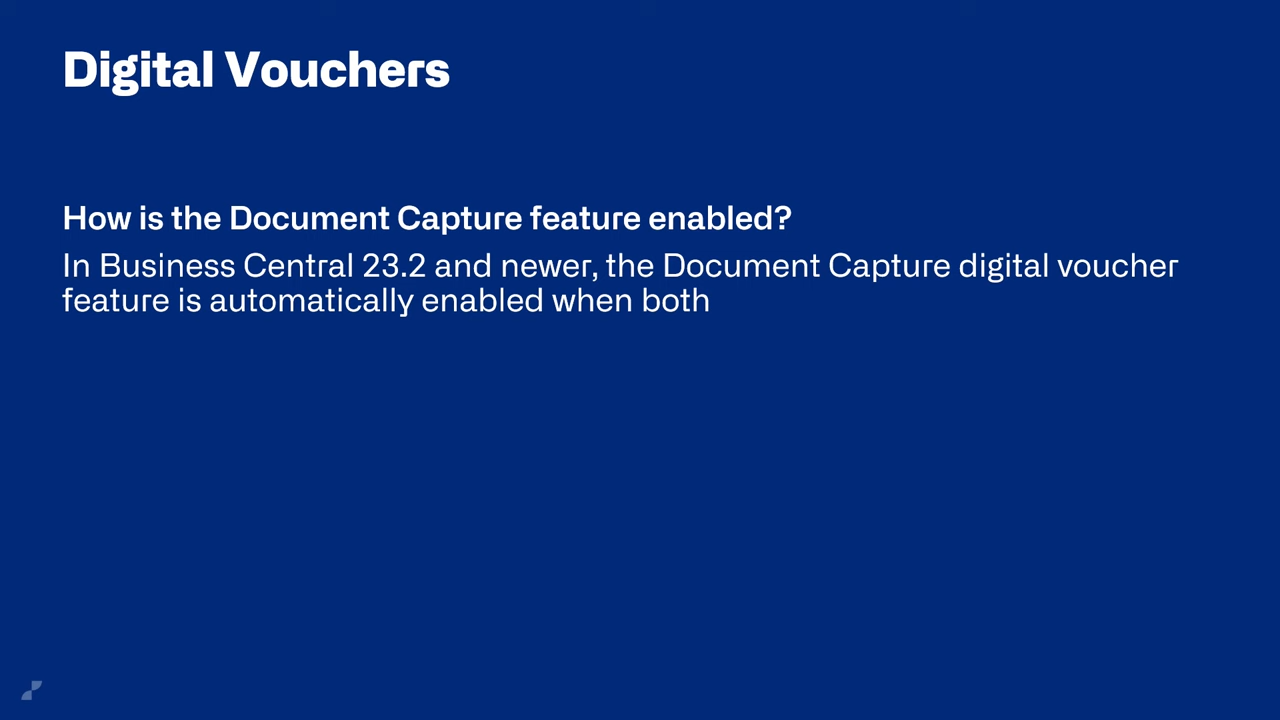 Digital Vouchers
How is the Document Capture feature enabled?
In Business Central 23.2 and newer, the Document Capture digital voucher
feature is automatically enabled when both